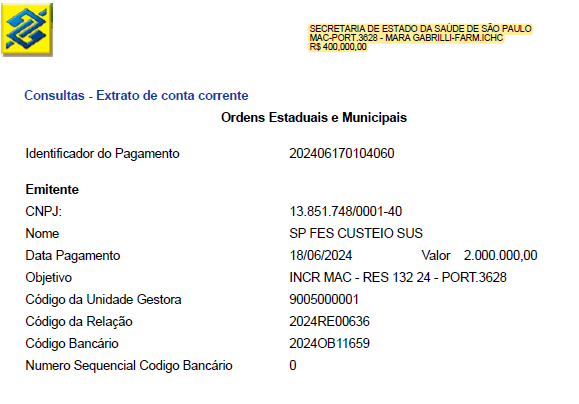 SECRETARIA DE ESTADO DA SAÚDE DE SÃO PAULO
MAC-PORT.3628 - MARA GABRILLI-FARM.ICHC
R$ 400,000,00
Consultas - Extrato de conta corrente
Ordens Estaduais e Municipais
Identificador do Pagamento 202406170104060
Emitente
CNPJ: 13.851.748/0001-40
Nome SP FES CUSTEIO SUS
Data Pagamento 18/06/2024 Valor 2.000.000,00
Objetivo INCR MAC - RES 132 24 - PORT.3628
Código da Unidade Gestora 9005000001
Código da Relação 2024RE00636
Código Bancário 2024OB11659
Numero Sequencial Codigo Bancário 0